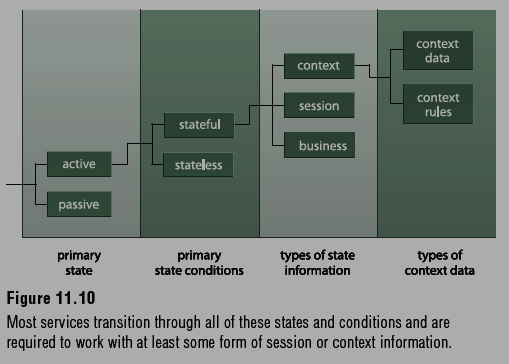 context
data
context
rules
context
session
business
stateful
stateless
active
passive
primary
state
primary
state conditions
types of state
information
types of
context data
Figure 11.10
Most services transition through all of these states and conditions and are
required to work with at least some form of session or context information.